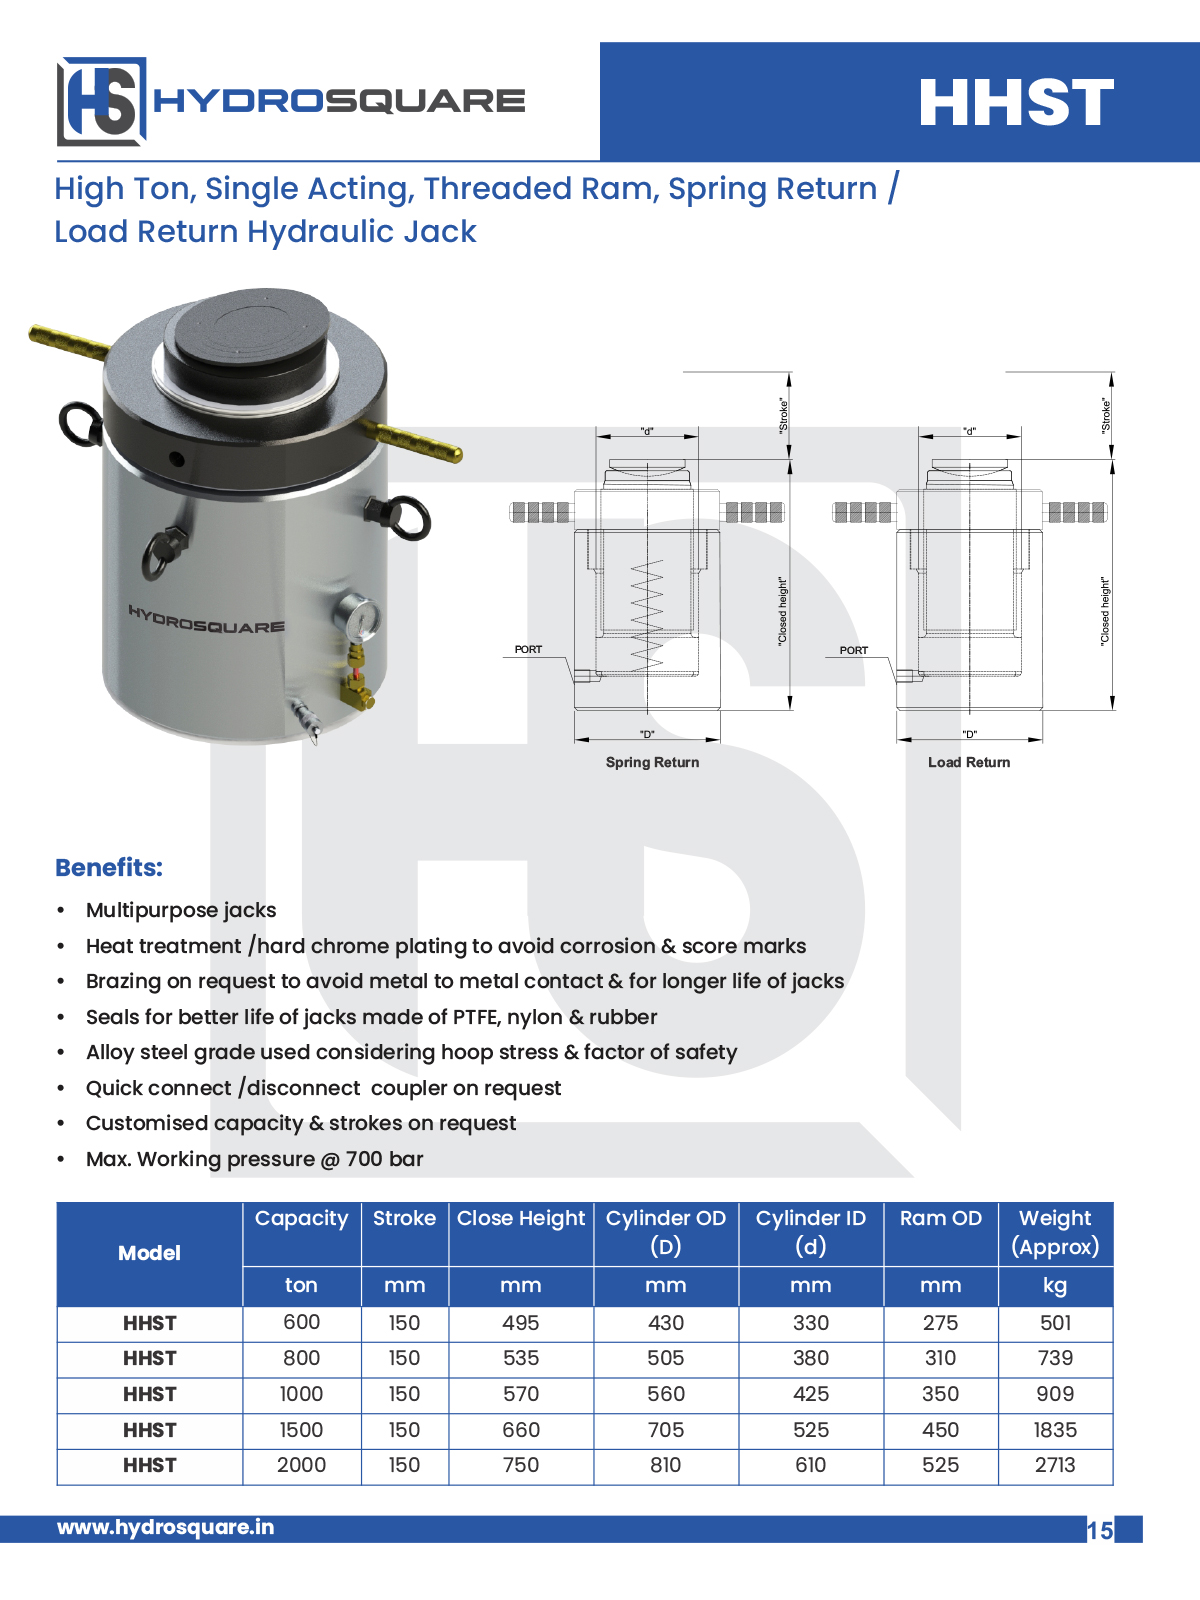 HS HYDROSQUARE
HHST
High Ton, Single Acting, Threaded Ram, Spring Return /
Load Return Hydraulic Jack
HYDROSQUARE
"Stroke"
"d"
"Closed height"
PORT
"D"
Spring Return
"Stroke"
"d"
"Closed height"
PORT
"D"
Load Return
Benefits:
• Multipurpose jacks
• Heat treatment /hard chrome plating to avoid corrosion & score marks
• Brazing on request to avoid metal to metal contact & for longer life of jacks
• Seals for better life of jacks made of PTFE, nylon & rubber
• Alloy steel grade used considering hoop stress & factor of safety
• Quick connect /disconnect coupler on request
• Customised capacity & strokes on request
• Max. Working pressure @ 700 bar
Model Capacity Stroke Close Height Cylinder OD (D) Cylinder ID (d) Ram OD Weight (Approx)
ton mm mm mm mm mm kg
HHST 600 150 495 430 330 275 501
HHST 800 150 535 505 380 310 739
HHST 1000 150 570 560 425 350 909
HHST 1500 150 660 705 525 450 1835
HHST 2000 150 750 810 610 525 2713
www.hydrosquare.in
15